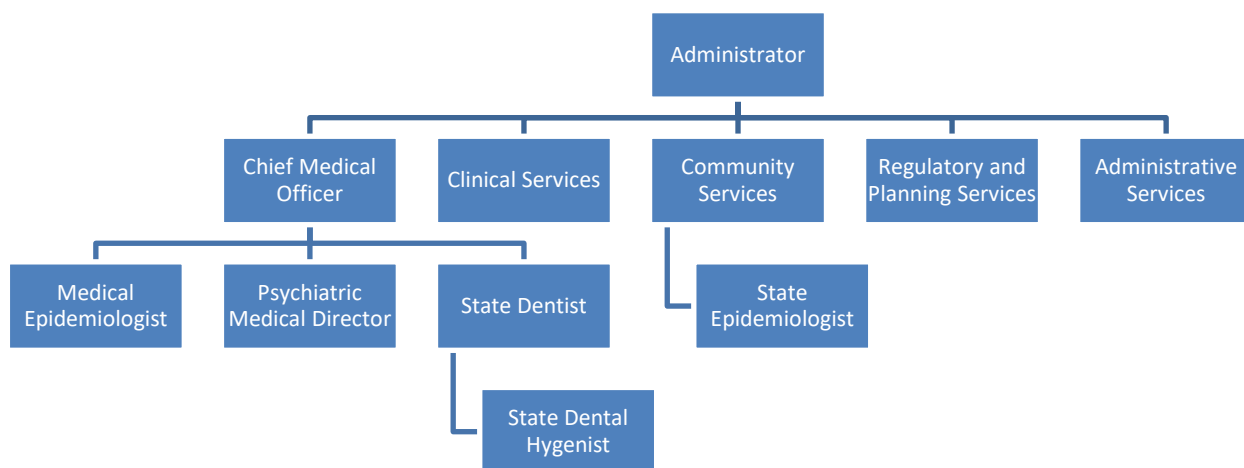 Administrator
Chief Medical
Officer
Clinical Services
Community
Services
Regulatory and
Planning Services
Administrative
Services
Medical
Epidemiologist
Psychiatric
Medical Director
State Dentist
State
Epidemiologist
State Dental
Hygenist